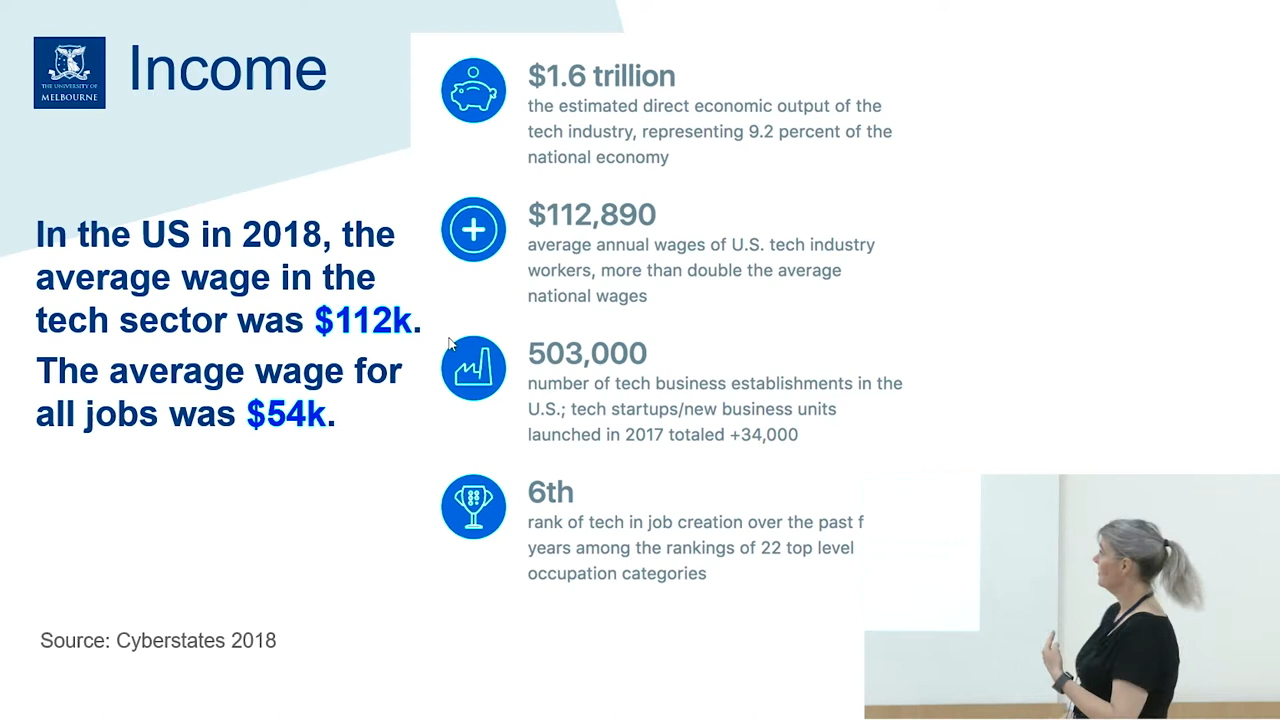 THE UNIVERSITY OF
MELBOURNE
Income
In the US in 2018, the
average wage in the
tech sector was $112k.
The average wage for
all jobs was $54k.
$1.6 trillion
the estimated direct economic output of the
tech industry, representing 9.2 percent of the
national economy
$112,890
average annual wages of U.S. tech industry
workers, more than double the average
national wages
503,000
number of tech business establishments in the
U.S.; tech startups/new business units
launched in 2017 totaled +34,000
6th
rank of tech in job creation over the past f
years among the rankings of 22 top level
occupation categories
Source: Cyberstates 2018